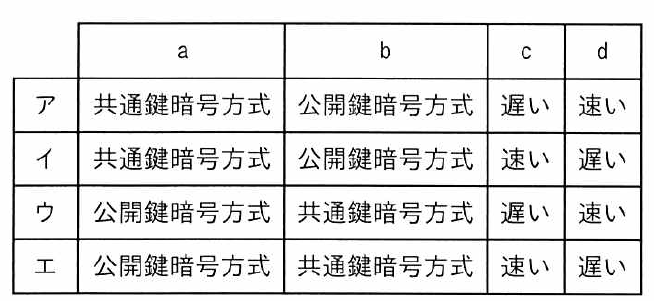 a b c d
ア 共通鍵暗号方式 公開鍵暗号方式 遅い 速い
イ 共通鍵暗号方式 公開鍵暗号方式 速い 遅い
ウ 公開鍵暗号方式 共通鍵暗号方式 遅い 速い
エ 公開鍵暗号方式 共通鍵暗号方式 速い 遅い